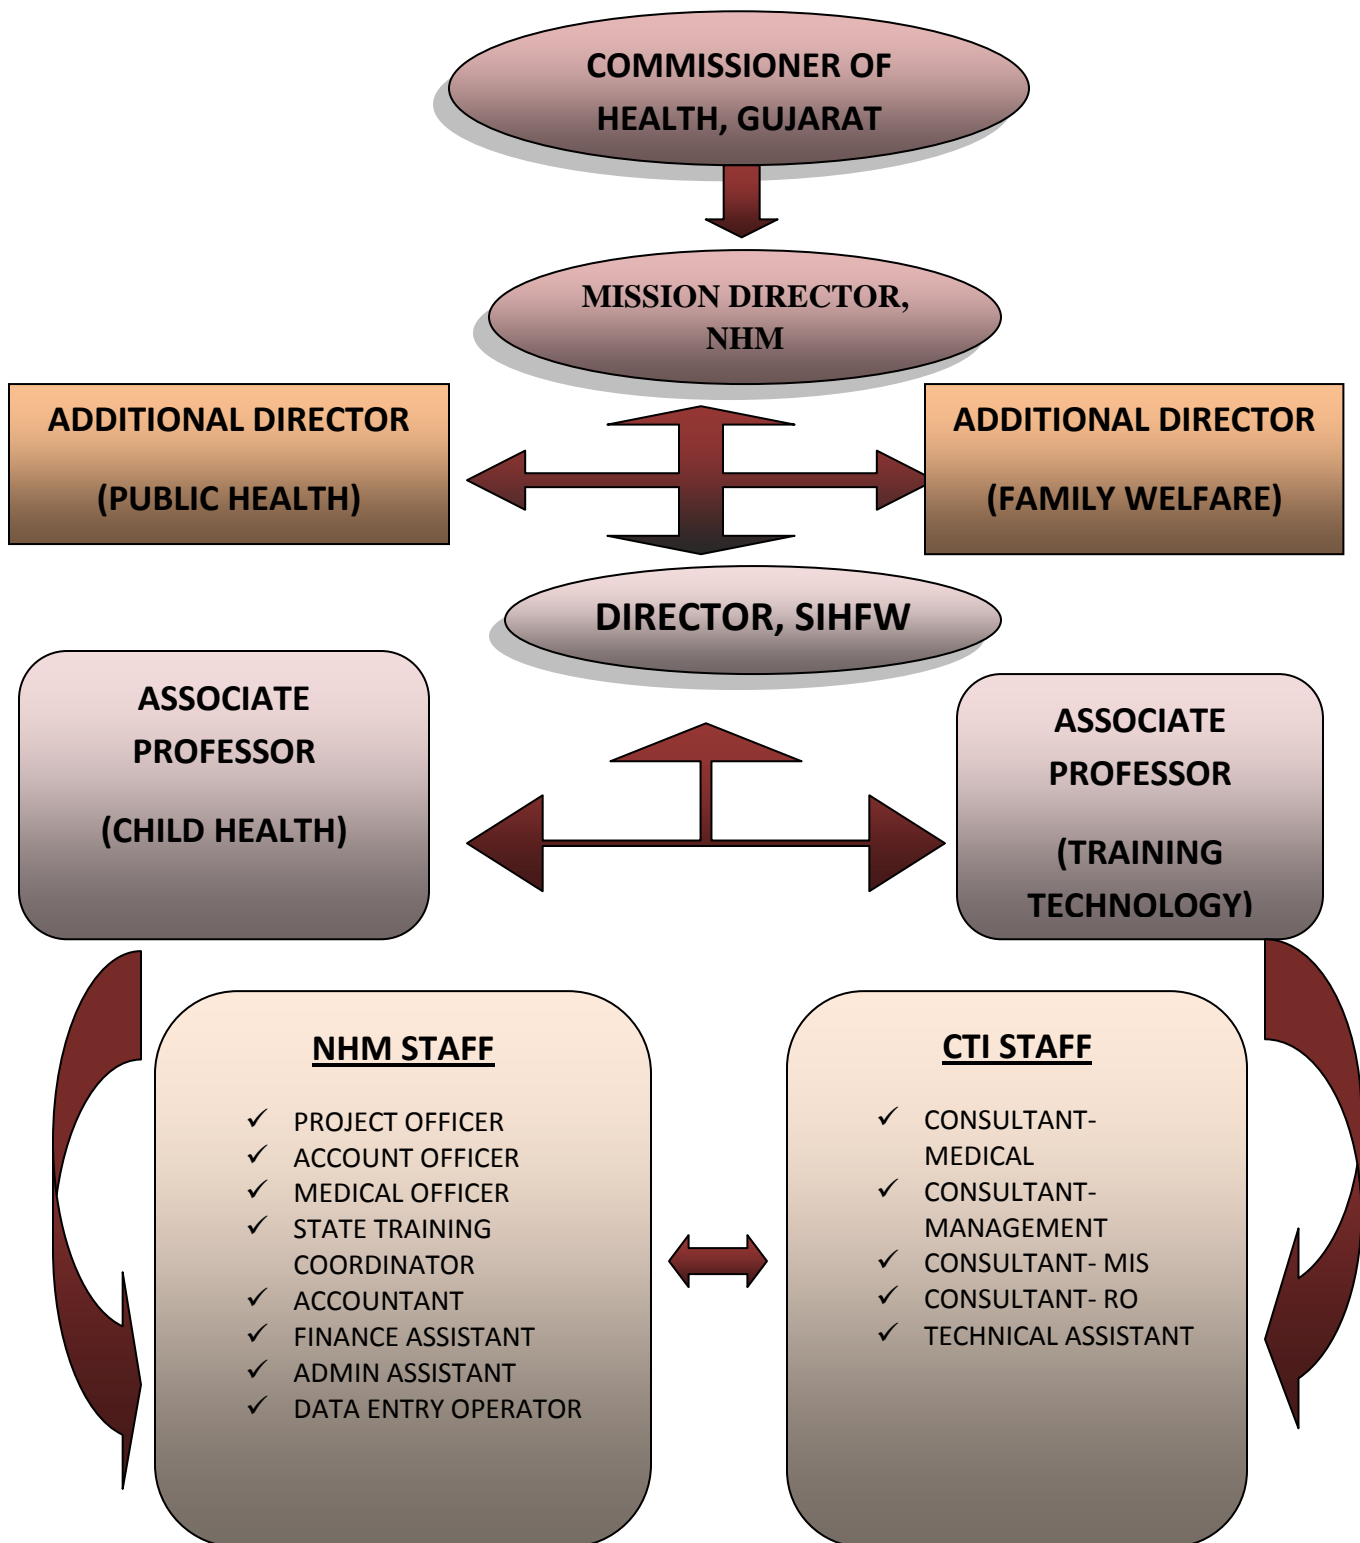 COMMISSIONER OF
HEALTH, GUJARAT
MISSION DIRECTOR,
NHM
ADDITIONAL DIRECTOR
(PUBLIC HEALTH)
ADDITIONAL DIRECTOR
(FAMILY WELFARE)
DIRECTOR, SIHFW
ASSOCIATE
PROFESSOR
(CHILD HEALTH)
ASSOCIATE
PROFESSOR
(TRAINING
TECHNOLOGY)
NHM STAFF
✓ PROJECT OFFICER
✓ ACCOUNT OFFICER
✓ MEDICAL OFFICER
✓ STATE TRAINING
COORDINATOR
✓ ACCOUNTANT
✓ FINANCE ASSISTANT
✓ ADMIN ASSISTANT
✓ DATA ENTRY OPERATOR
CTI STAFF
✓ CONSULTANT-
MEDICAL
✓ CONSULTANT-
MANAGEMENT
✓ CONSULTANT- MIS
✓ CONSULTANT- RO
✓ TECHNICAL ASSISTANT